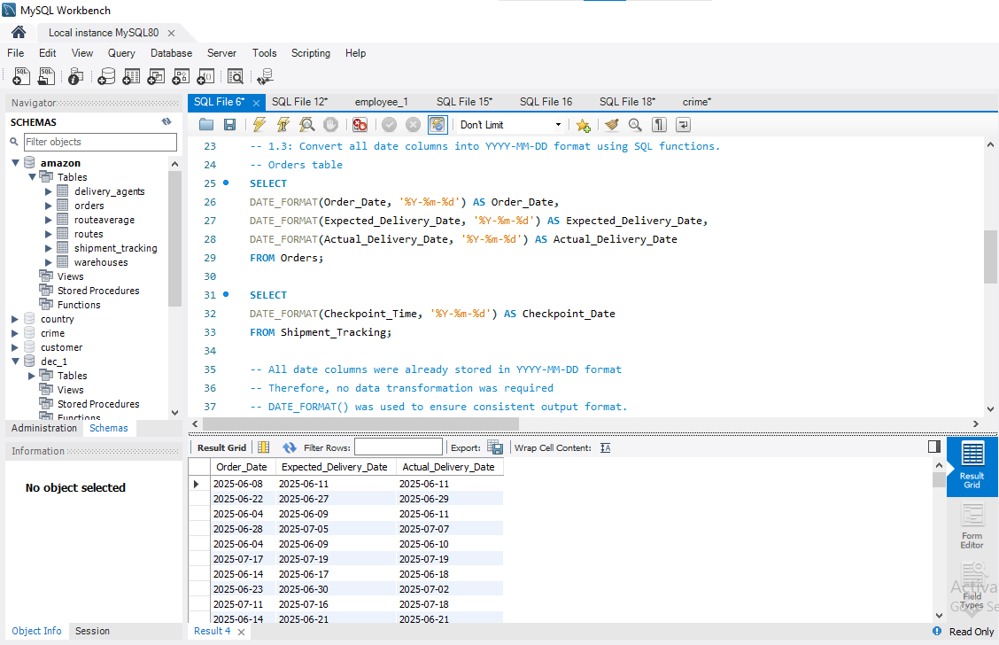 MySQL Workbench
Local instance MySQL80
File Edit View Query Database Server Tools Scripting Help
Navigator
SCHEMAS
Filter objects
amazon
Tables
delivery_agents
orders
routeaverage
routes
shipment_tracking
warehouses
Views
Stored Procedures
Functions
country
crime
customer
dec_1
Tables
Views
Stored Procedures
Functions
Administration Schemas
Information
No object selected
Object Info Session
SQL File 6* SQL File 12* employee_1 SQL File 15* SQL File 16 SQL File 18* crime*
Don't Limit
23 -- 1.3: Convert all date columns into YYYY-MM-DD format using SQL functions.
24 -- Orders table
25 SELECT
26 DATE_FORMAT(Order_Date, '%Y-%m-%d') AS Order_Date,
27 DATE_FORMAT(Expected_Delivery_Date, '%Y-%m-%d') AS Expected_Delivery_Date,
28 DATE_FORMAT(Actual_Delivery_Date, '%Y-%m-%d') AS Actual_Delivery_Date
29 FROM Orders;
30
31 SELECT
32 DATE_FORMAT(Checkpoint_Time, '%Y-%m-%d') AS Checkpoint_Date
33 FROM Shipment_Tracking;
34
35 -- All date columns were already stored in YYYY-MM-DD format
36 -- Therefore, no data transformation was required
37 -- DATE_FORMAT() was used to ensure consistent output format.
Result Grid Filter Rows: Export: Wrap Cell Content:
Order_Date Expected_Delivery_Date Actual_Delivery_Date
2025-06-08 2025-06-11 2025-06-11
2025-06-22 2025-06-27 2025-06-29
2025-06-04 2025-06-09 2025-06-11
2025-06-28 2025-07-05 2025-07-07
2025-06-04 2025-06-09 2025-06-10
2025-07-17 2025-07-19 2025-07-19
2025-06-14 2025-06-17 2025-06-18
2025-06-23 2025-06-30 2025-07-02
2025-07-11 2025-07-16 2025-07-18
2025-06-14 2025-06-21 2025-06-21
Result
Grid
Form
Editor
Field
Types
Result 4
Read Only